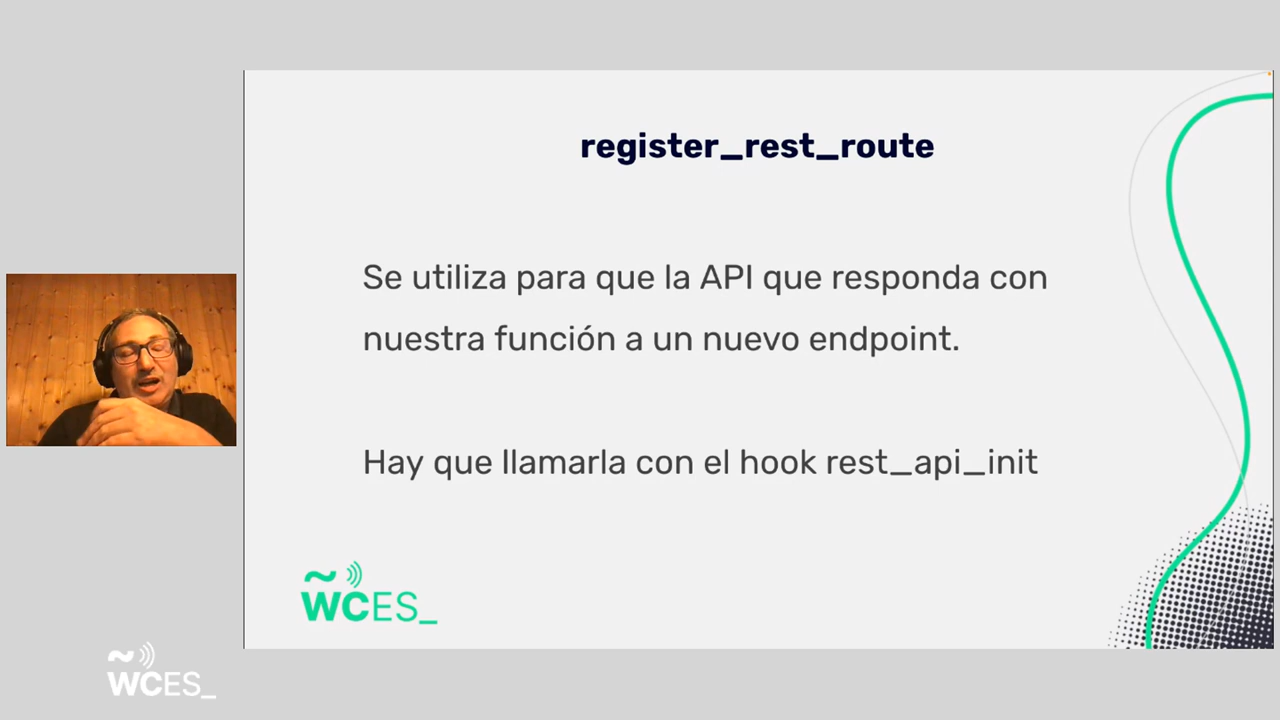 register_rest_route
Se utiliza para que la API que responda con
nuestra función a un nuevo endpoint.
Hay que llamarla con el hook rest_api_init
~
WCES_
~
WCES_